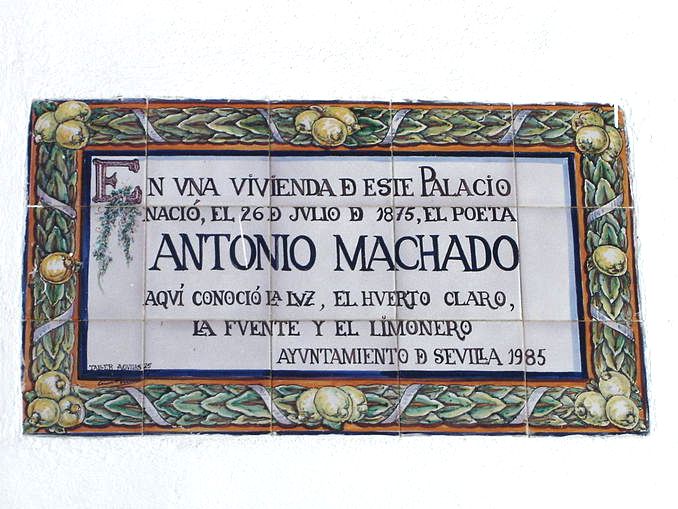 EN VNA VIVIENDA D ESTE PALACIO
NACIÓ, EL 26 D JULIO D 1875, EL POETA
ANTONIO MACHADO
AQVÍ CONOCIÓ LA LVZ, EL HVERTO CLARO,
LA FVENTE Y EL LIMONERO
AYVNTAMIENTO D SEVILLA 1985